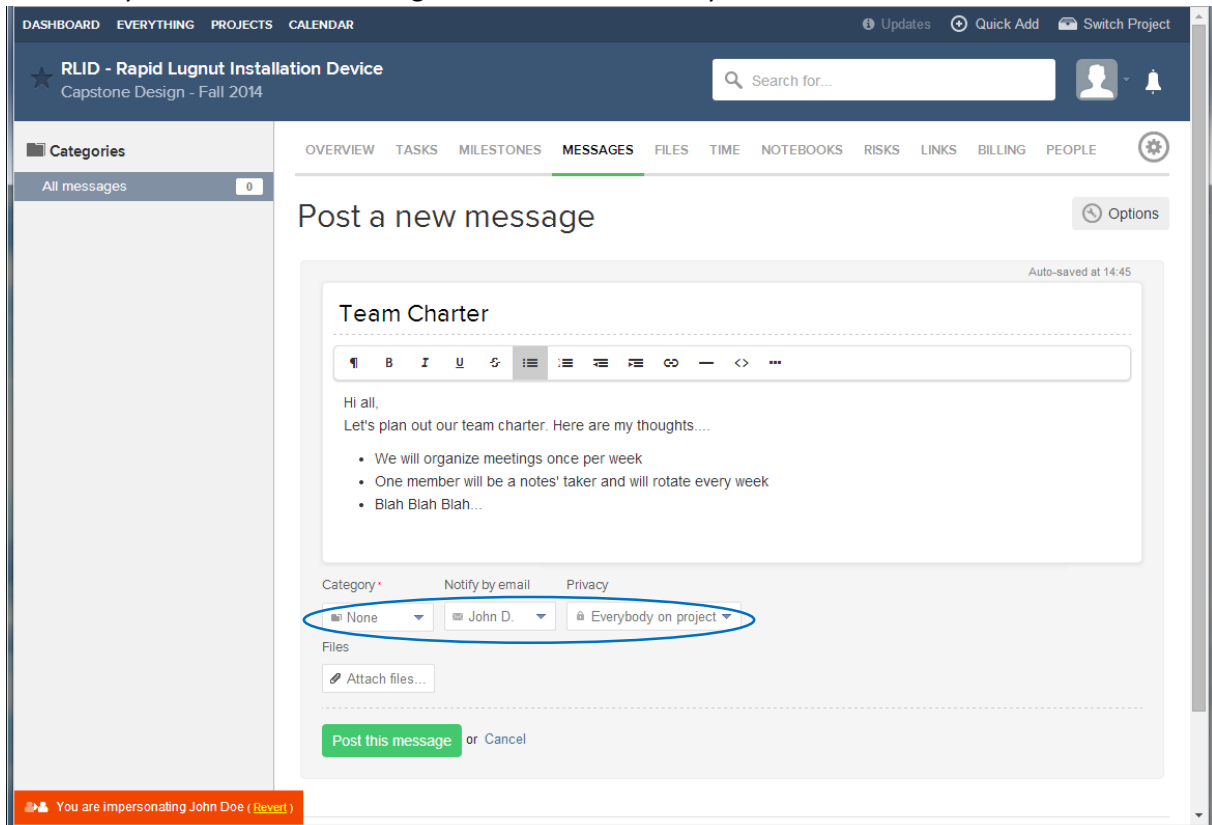 DASHBOARD EVERYTHING PROJECTS CALENDAR Updates Quick Add Switch Project
RLID - Rapid Lugnut Installation Device
Capstone Design - Fall 2014
Search for...
Categories
All messages 0
OVERVIEW TASKS MILESTONES MESSAGES FILES TIME NOTEBOOKS RISKS LINKS BILLING PEOPLE
Post a new message
Options
Auto-saved at 14:45
Team Charter
¶ B I U S <> ...
Hi all,
Let's plan out our team charter. Here are my thoughts....
• We will organize meetings once per week
• One member will be a notes' taker and will rotate every week
• Blah Blah Blah...
Category * Notify by email Privacy
None John D. Everybody on project
Files
Attach files...
Post this message or Cancel
You are impersonating John Doe ( Revert )